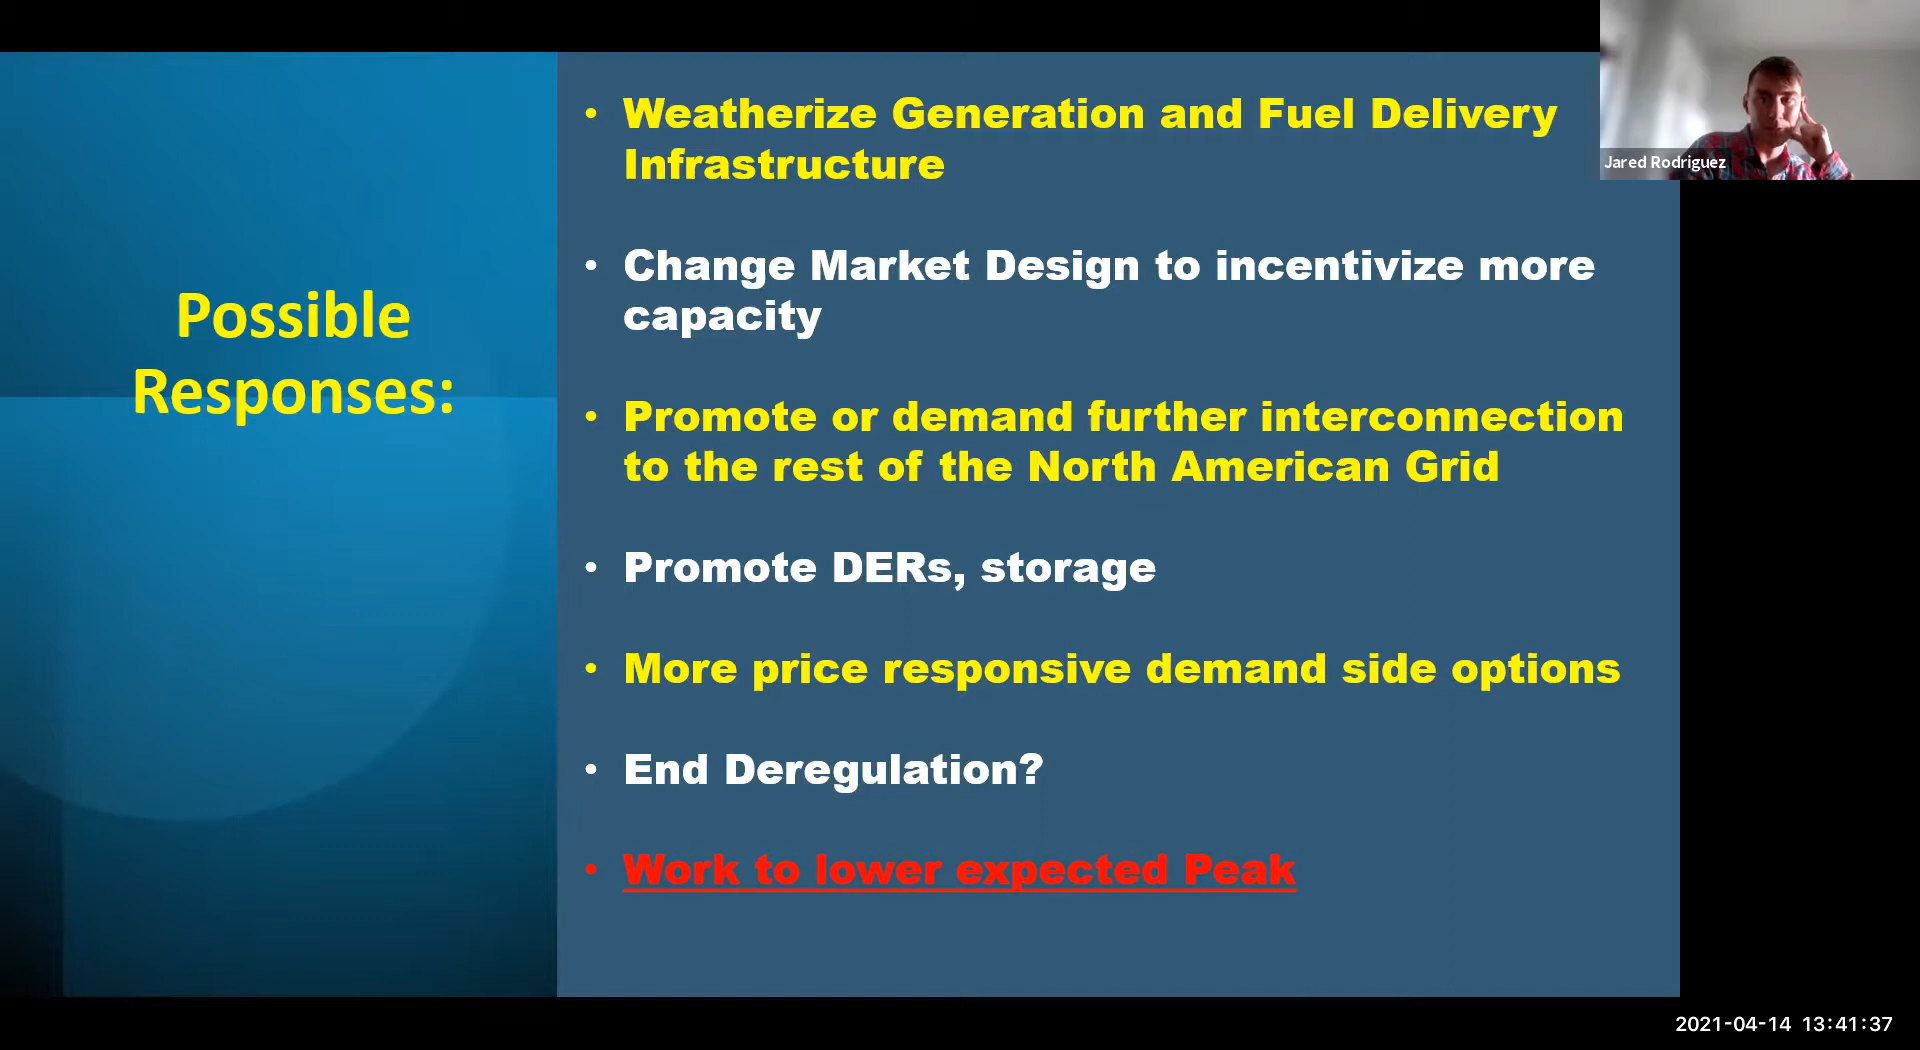 Possible
Responses:
• Weatherize Generation and Fuel Delivery
Infrastructure
• Change Market Design to incentivize more
capacity
• Promote or demand further interconnection
to the rest of the North American Grid
• Promote DERs, storage
• More price responsive demand side options
• End Deregulation?
• Work to lower expected Peak
Jared Rodriguez
2021-04-14 13:41:37